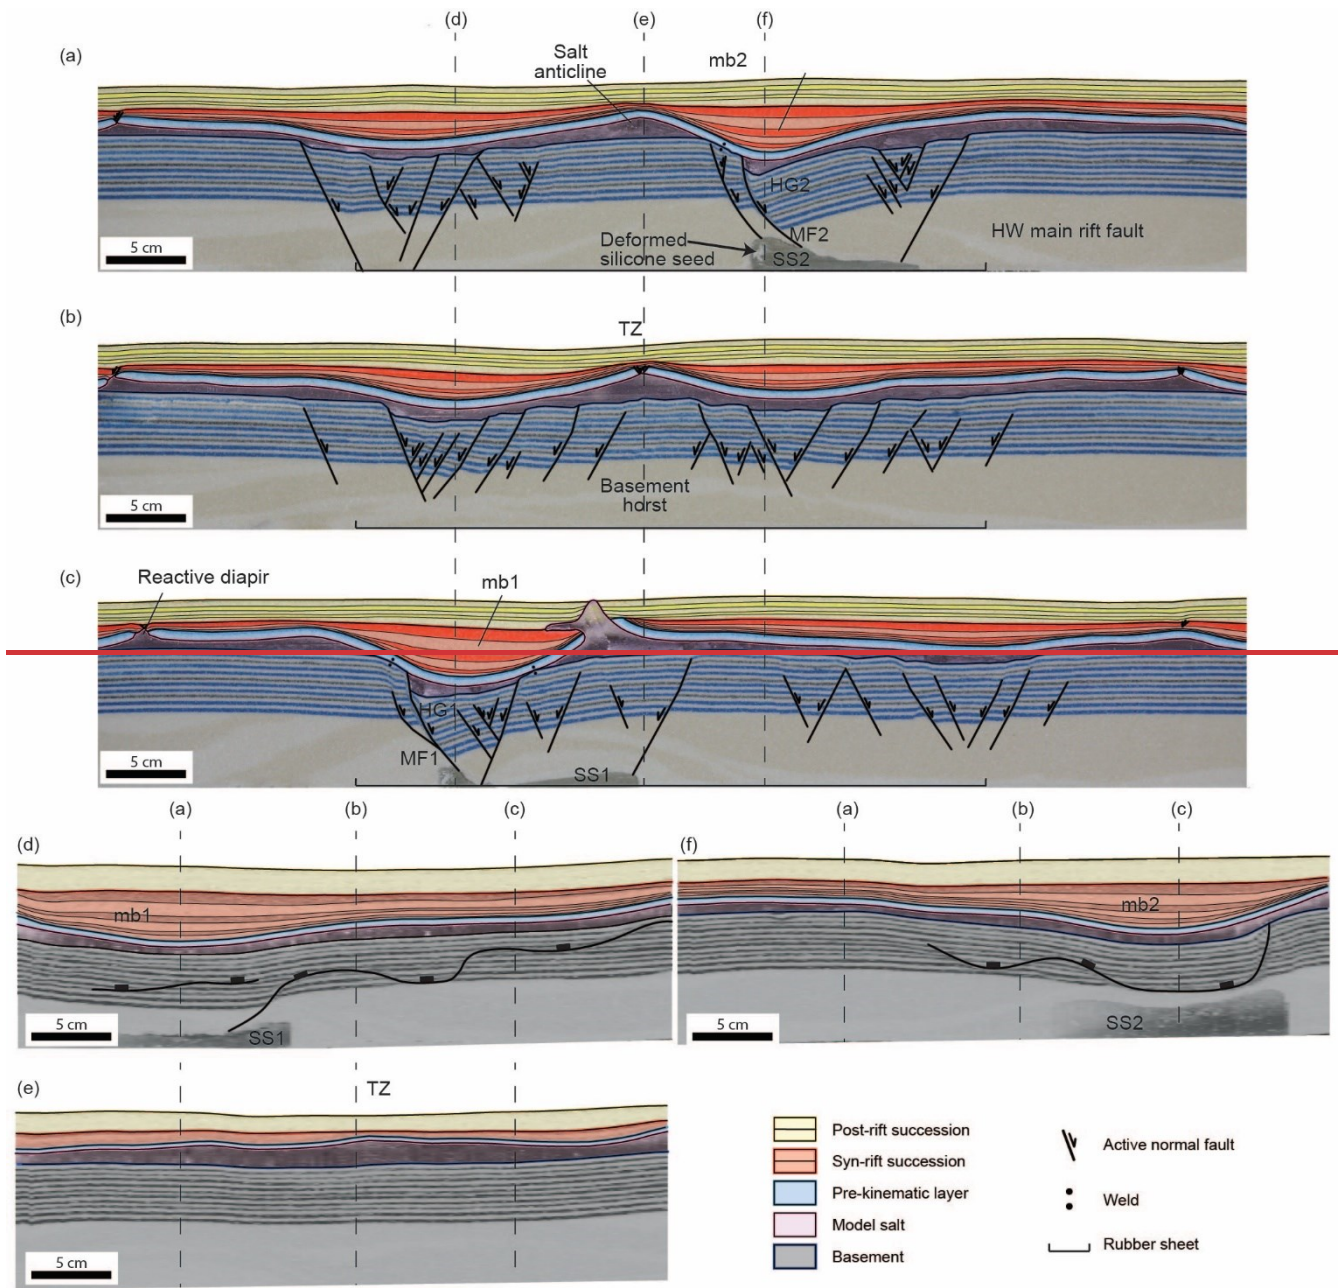 (d) (e) (f)
(a)
Salt
anticline
mb2
HG2
MF2
HW main rift fault
Deformed
silicone seed
SS2
5 cm
(b)
TZ
Basement
horst
5 cm
(c)
Reactive diapir
mb1
HG1
MF1
SS1
5 cm
(a) (b) (c)
(d)
mb1
5 cm
SS1
(a) (b) (c)
(f)
mb2
5 cm
SS2
(e)
TZ
5 cm
Post-rift succession
Syn-rift succession
Pre-kinematic layer
Model salt
Basement
Active normal fault
Weld
Rubber sheet